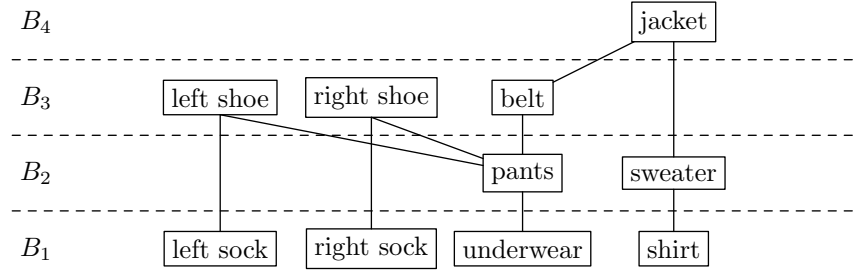 B₄ jacket
B₃ left shoe right shoe belt
B₂ pants sweater
B₁ left sock right sock underwear shirt